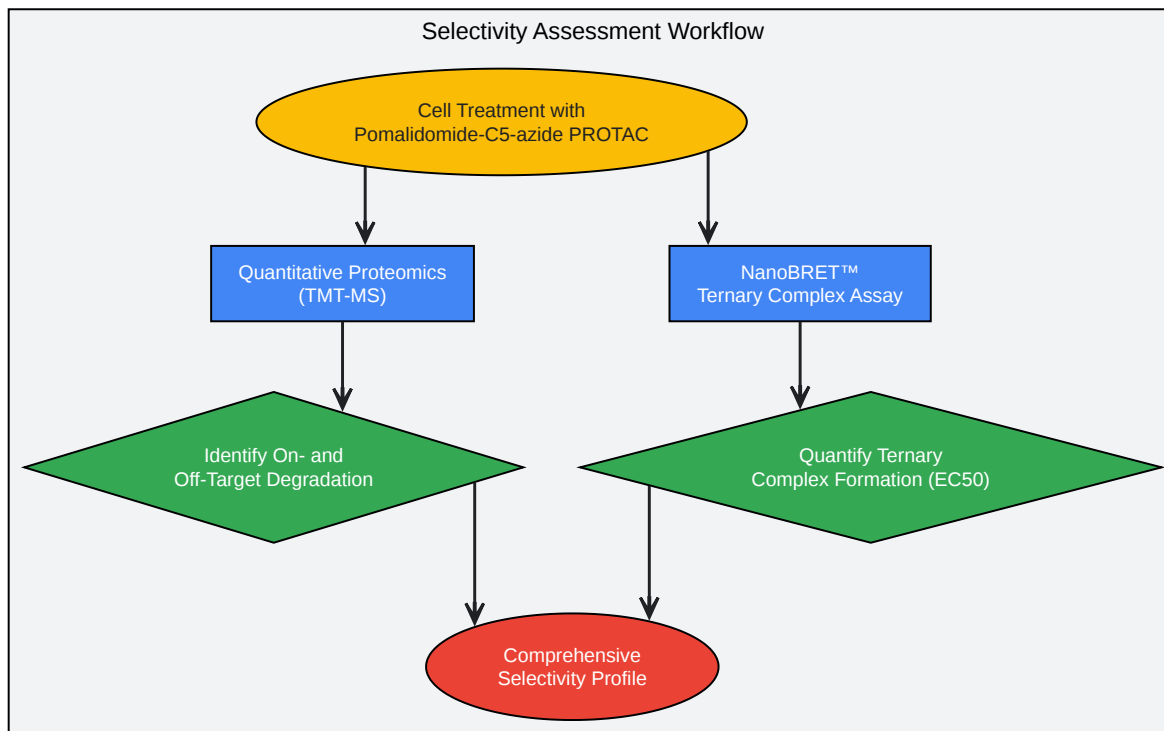 Selectivity Assessment Workflow
Cell Treatment with
Pomalidomide-C5-azide PROTAC
Quantitative Proteomics
(TMT-MS)
NanoBRET™
Ternary Complex Assay
Identify On- and
Off-Target Degradation
Quantify Ternary
Complex Formation (EC50)
Comprehensive
Selectivity Profile